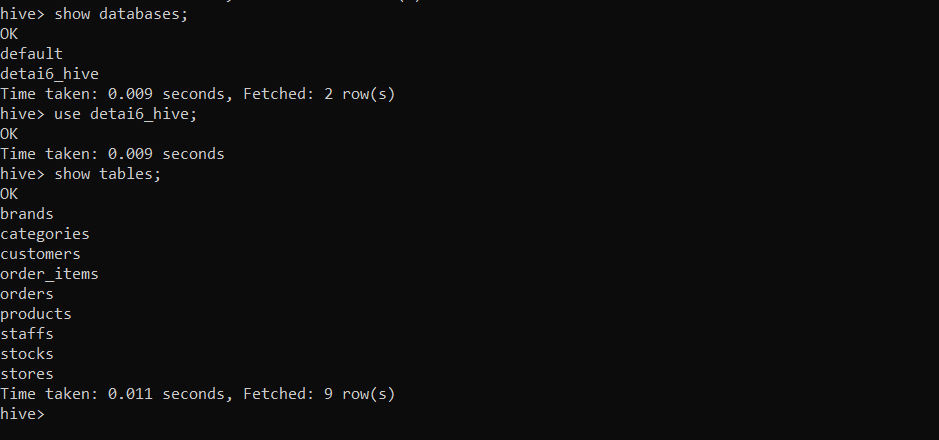 hive> show databases;
OK
default
detai6_hive
Time taken: 0.009 seconds, Fetched: 2 row(s)
hive> use detai6_hive;
OK
Time taken: 0.009 seconds
hive> show tables;
OK
brands
categories
customers
order_items
orders
products
staffs
stocks
stores
Time taken: 0.011 seconds, Fetched: 9 row(s)
hive>